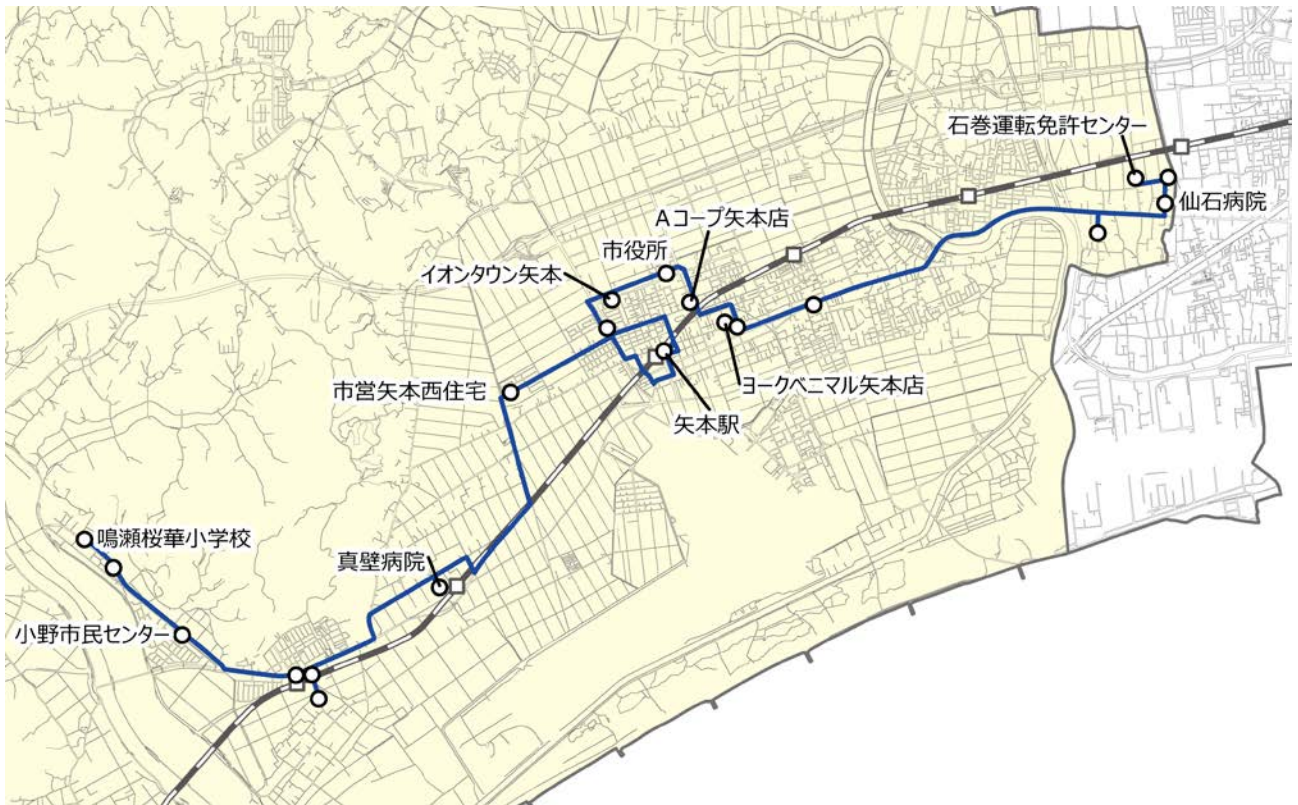 石巻運転免許センター
仙石病院
Aコープ矢本店
市役所
イオンタウン矢本
市営矢本西住宅
ヨークベニマル矢本店
矢本駅
鳴瀬桜華小学校
真壁病院
小野市民センター